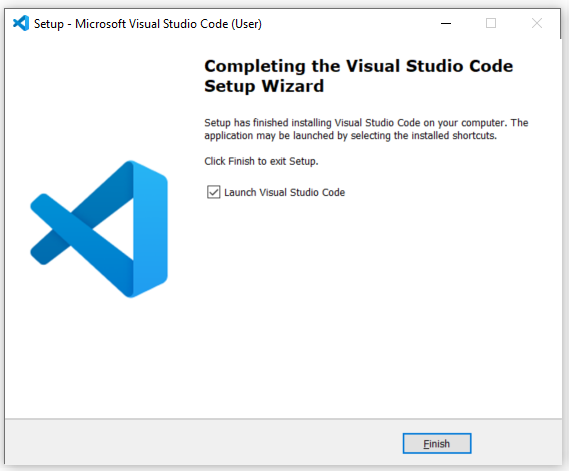 Setup - Microsoft Visual Studio Code (User)
Completing the Visual Studio Code
Setup Wizard
Setup has finished installing Visual Studio Code on your computer. The
application may be launched by selecting the installed shortcuts.
Click Finish to exit Setup.
Launch Visual Studio Code
Finish